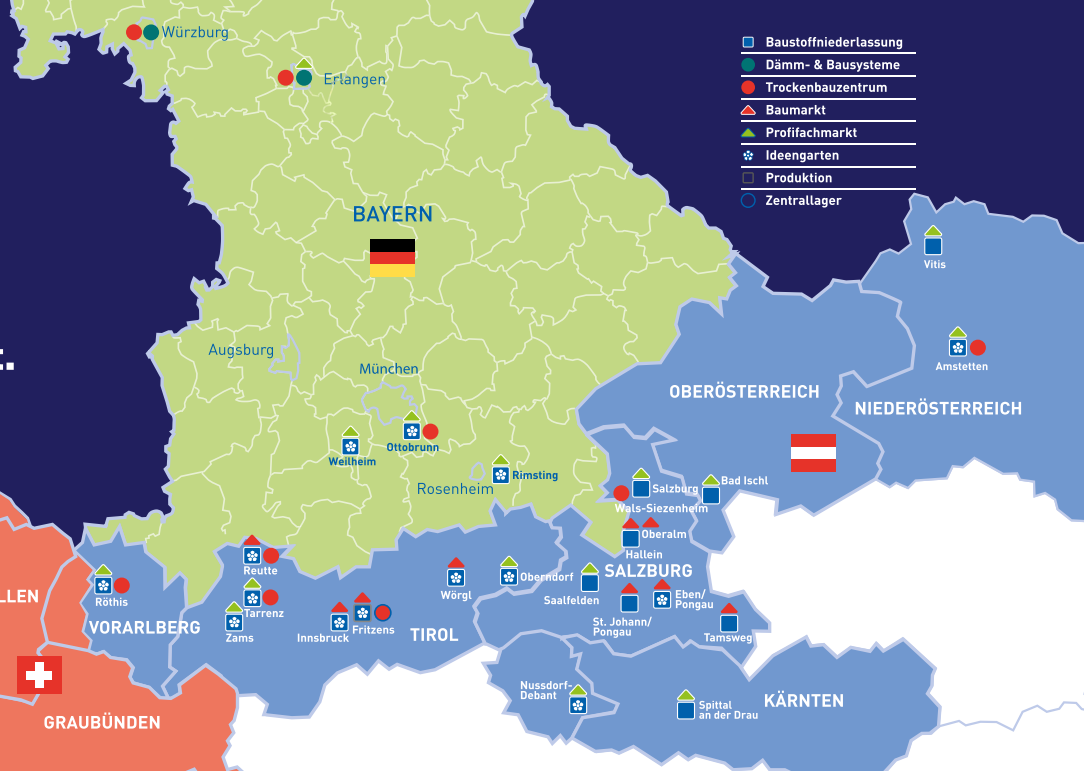 Würzburg
Erlangen
BAYERN
Augsburg
München
Ottobrunn
Weilheim
Rimsting
Rosenheim
Baustoffniederlassung
Dämm- & Bausysteme
Trockenbauzentrum
Baumarkt
Profifachmarkt
Ideengarten
Produktion
Zentrallager
Vitis
Amstetten
OBERÖSTERREICH
NIEDERÖSTERREICH
Bad Ischl
Salzburg
Wals-Siezenheim
Oberalm
Hallein
SALZBURG
Reutte
Röthis
Tarrenz
Zams
VORARLBERG
Innsbruck
Fritzens
TIROL
Wörgl
Oberndorf
Saalfelden
St. Johann/
Pongau
Eben/
Pongau
Tamsweg
LLEN
GRAUBÜNDEN
Nussdorf-
Debant
Spittal
an der Drau
KÄRNTEN